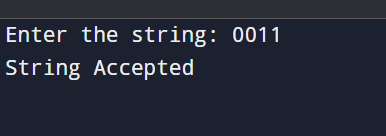 Enter the string: 0011
String Accepted